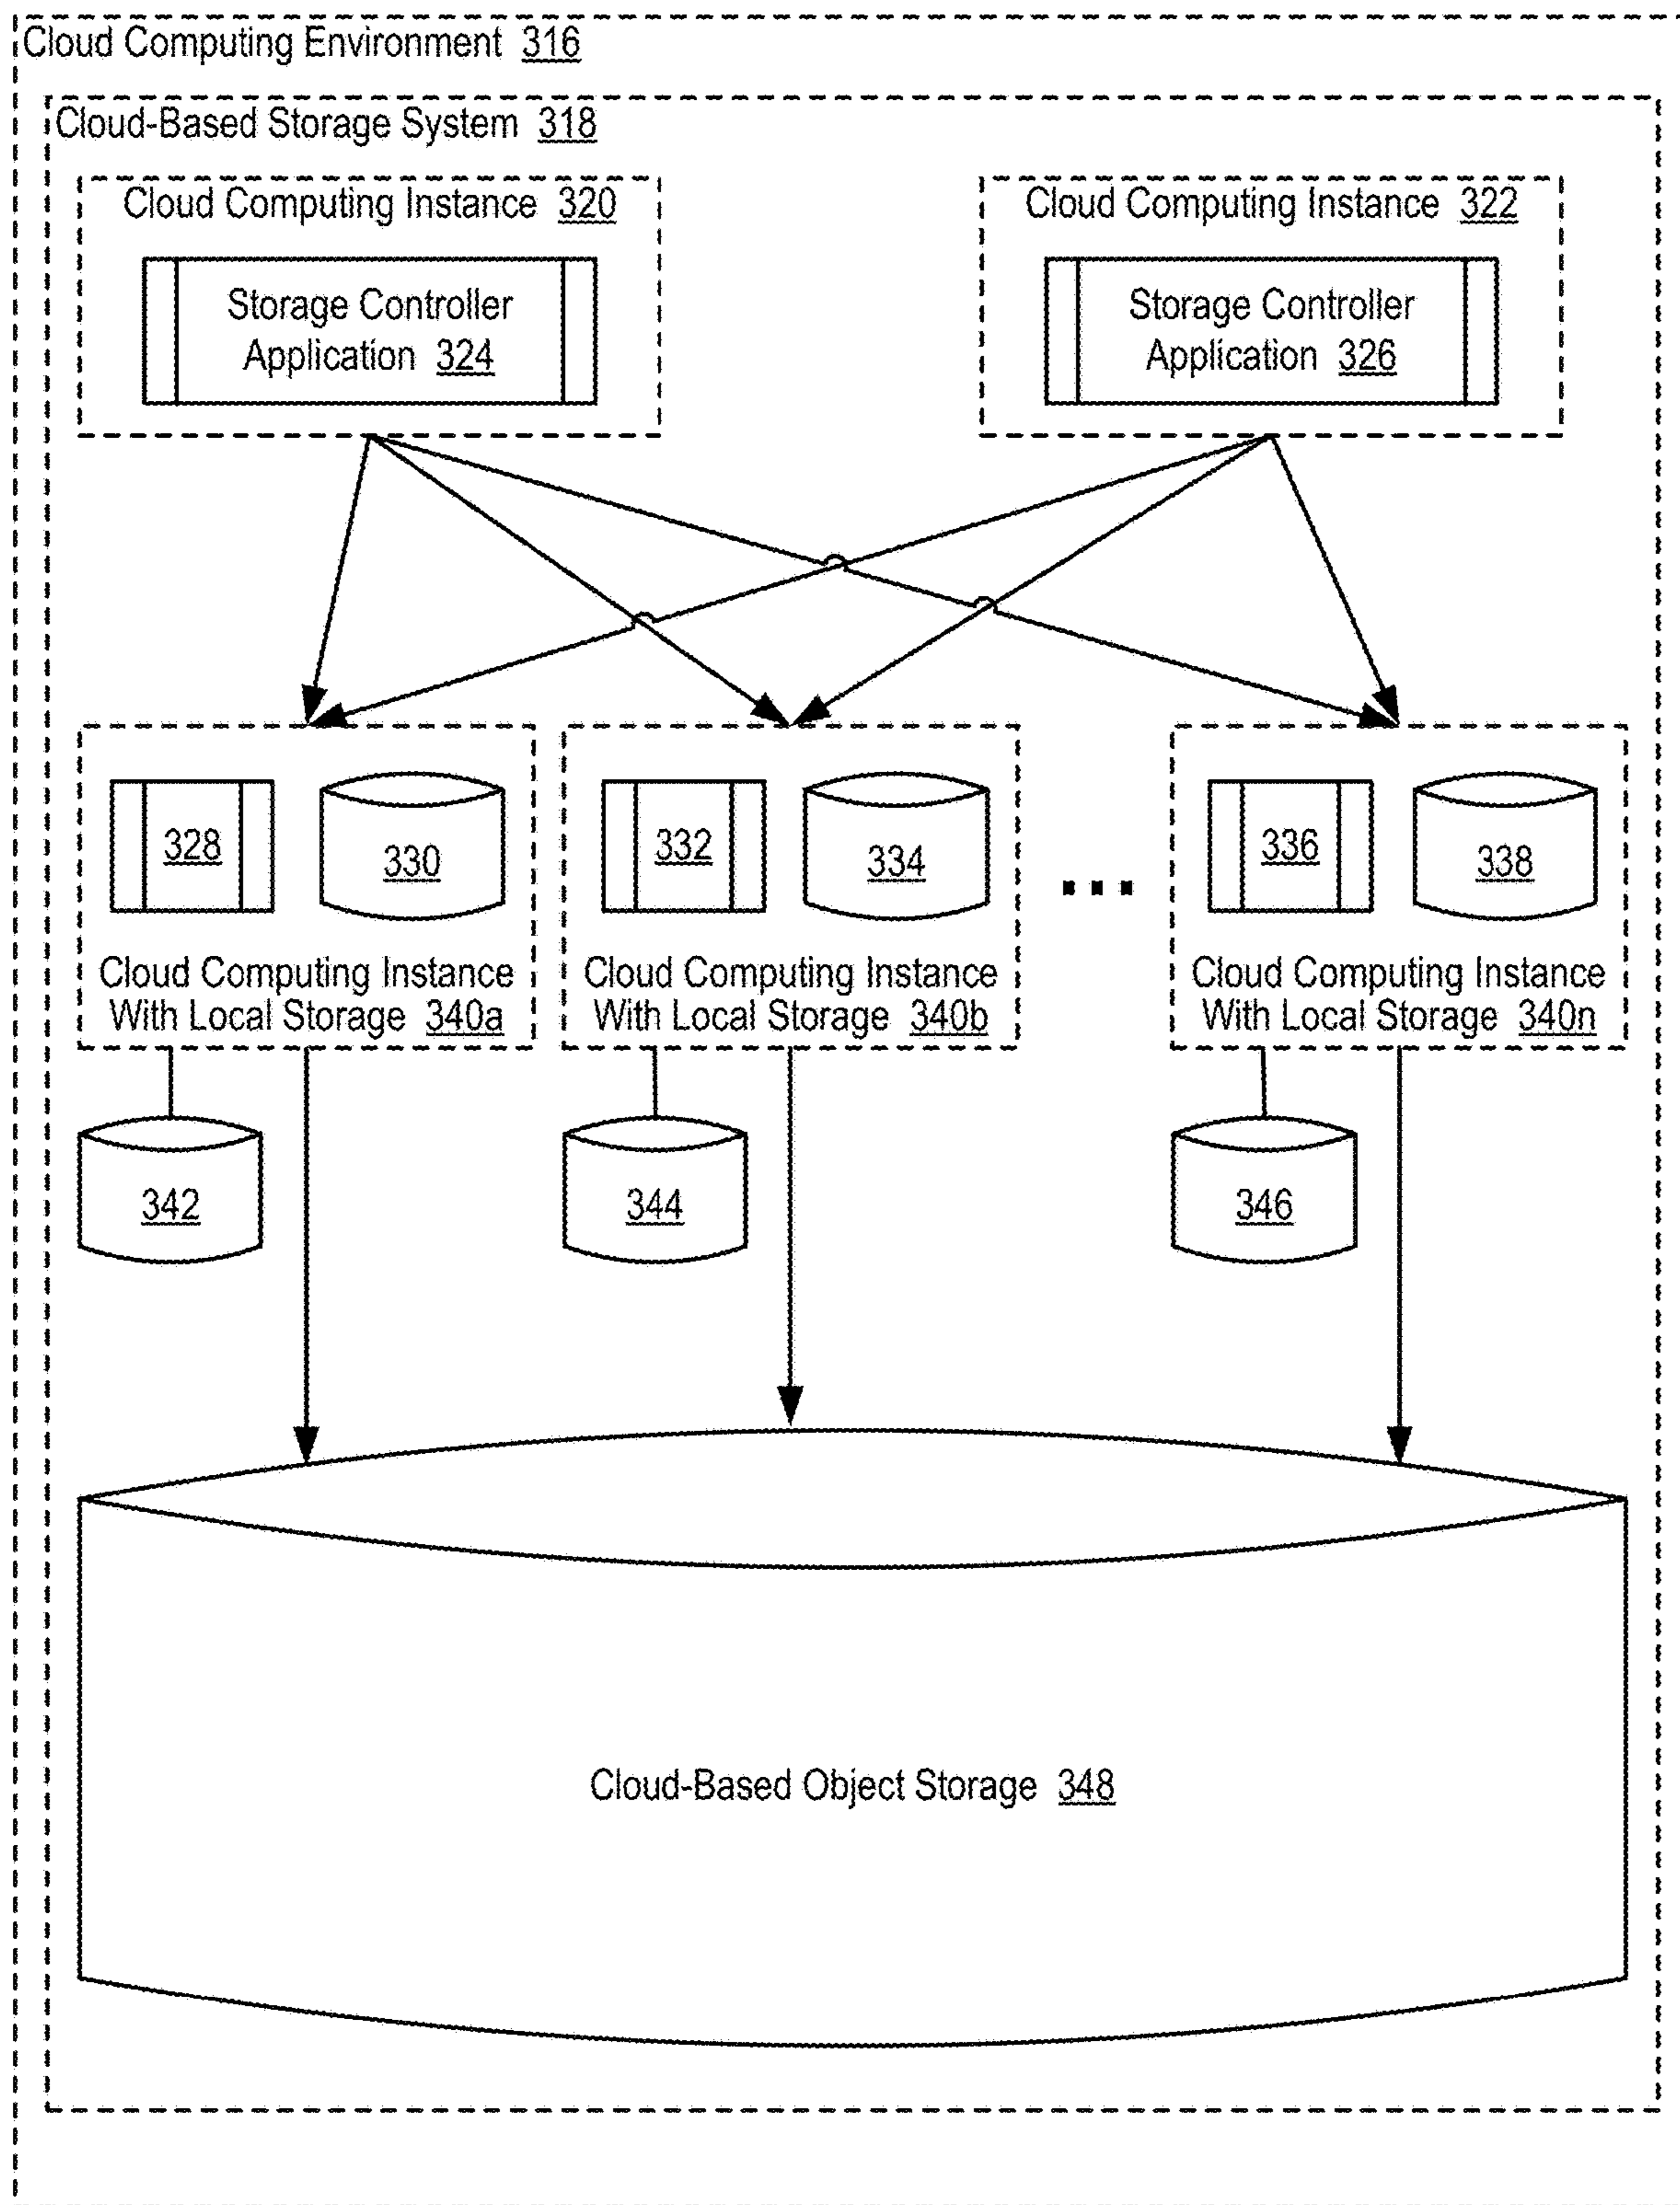 Cloud Computing Environment 316
Cloud-Based Storage System 318
Cloud Computing Instance 320
Storage Controller
Application 324
Cloud Computing Instance 322
Storage Controller
Application 326
328
330
Cloud Computing Instance
With Local Storage 340a
332
334
Cloud Computing Instance
With Local Storage 340b
...
336
338
Cloud Computing Instance
With Local Storage 340n
342
344
346
Cloud-Based Object Storage 348